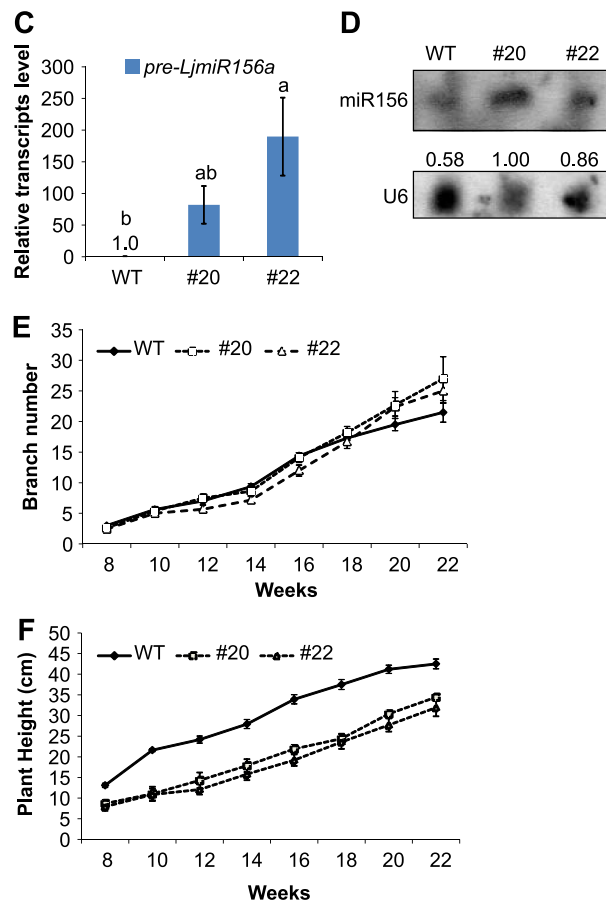 C
Relative transcripts level
300
250
200
150
100
50
0
pre-LjmiR156a
b
1.0
ab
a
WT #20 #22
D
WT #20 #22
miR156
0.58 1.00 0.86
U6
E
Branch number
35
30
25
20
15
10
5
0
WT #20 #22
8 10 12 14 16 18 20 22
Weeks
F
Plant Height (cm)
50
45
40
35
30
25
20
15
10
5
0
WT #20 #22
8 10 12 14 16 18 20 22
Weeks